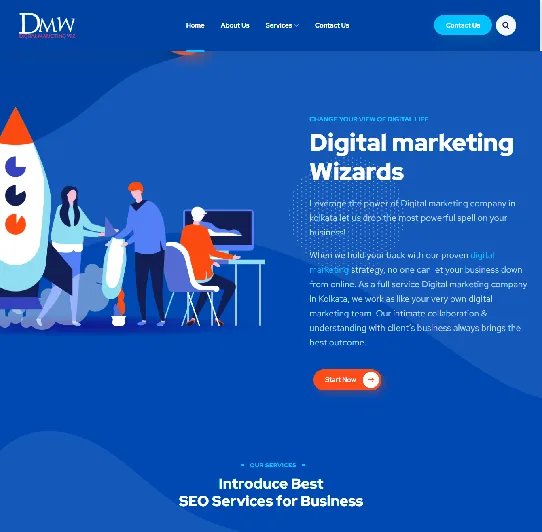 DMW
DIGITAL MARKETING WIZ
Home
About Us
Services
Contact Us
Contact Us
CHANGE YOUR VIEW OF DIGITAL LIFE
Digital marketing
Wizards
Leverage the power of Digital marketing company in
kolkata let us drop the most powerful spell on your
business!
When we hold your back with our proven digital
marketing strategy, no one can let your business down
from online. As a full service Digital marketing company
in Kolkata, we work as like your very own digital
marketing team. Our intimate collaboration &
understanding with client's business always brings the
best outcome.
Start Now
OUR SERVICES
Introduce Best
SEO Services for Business